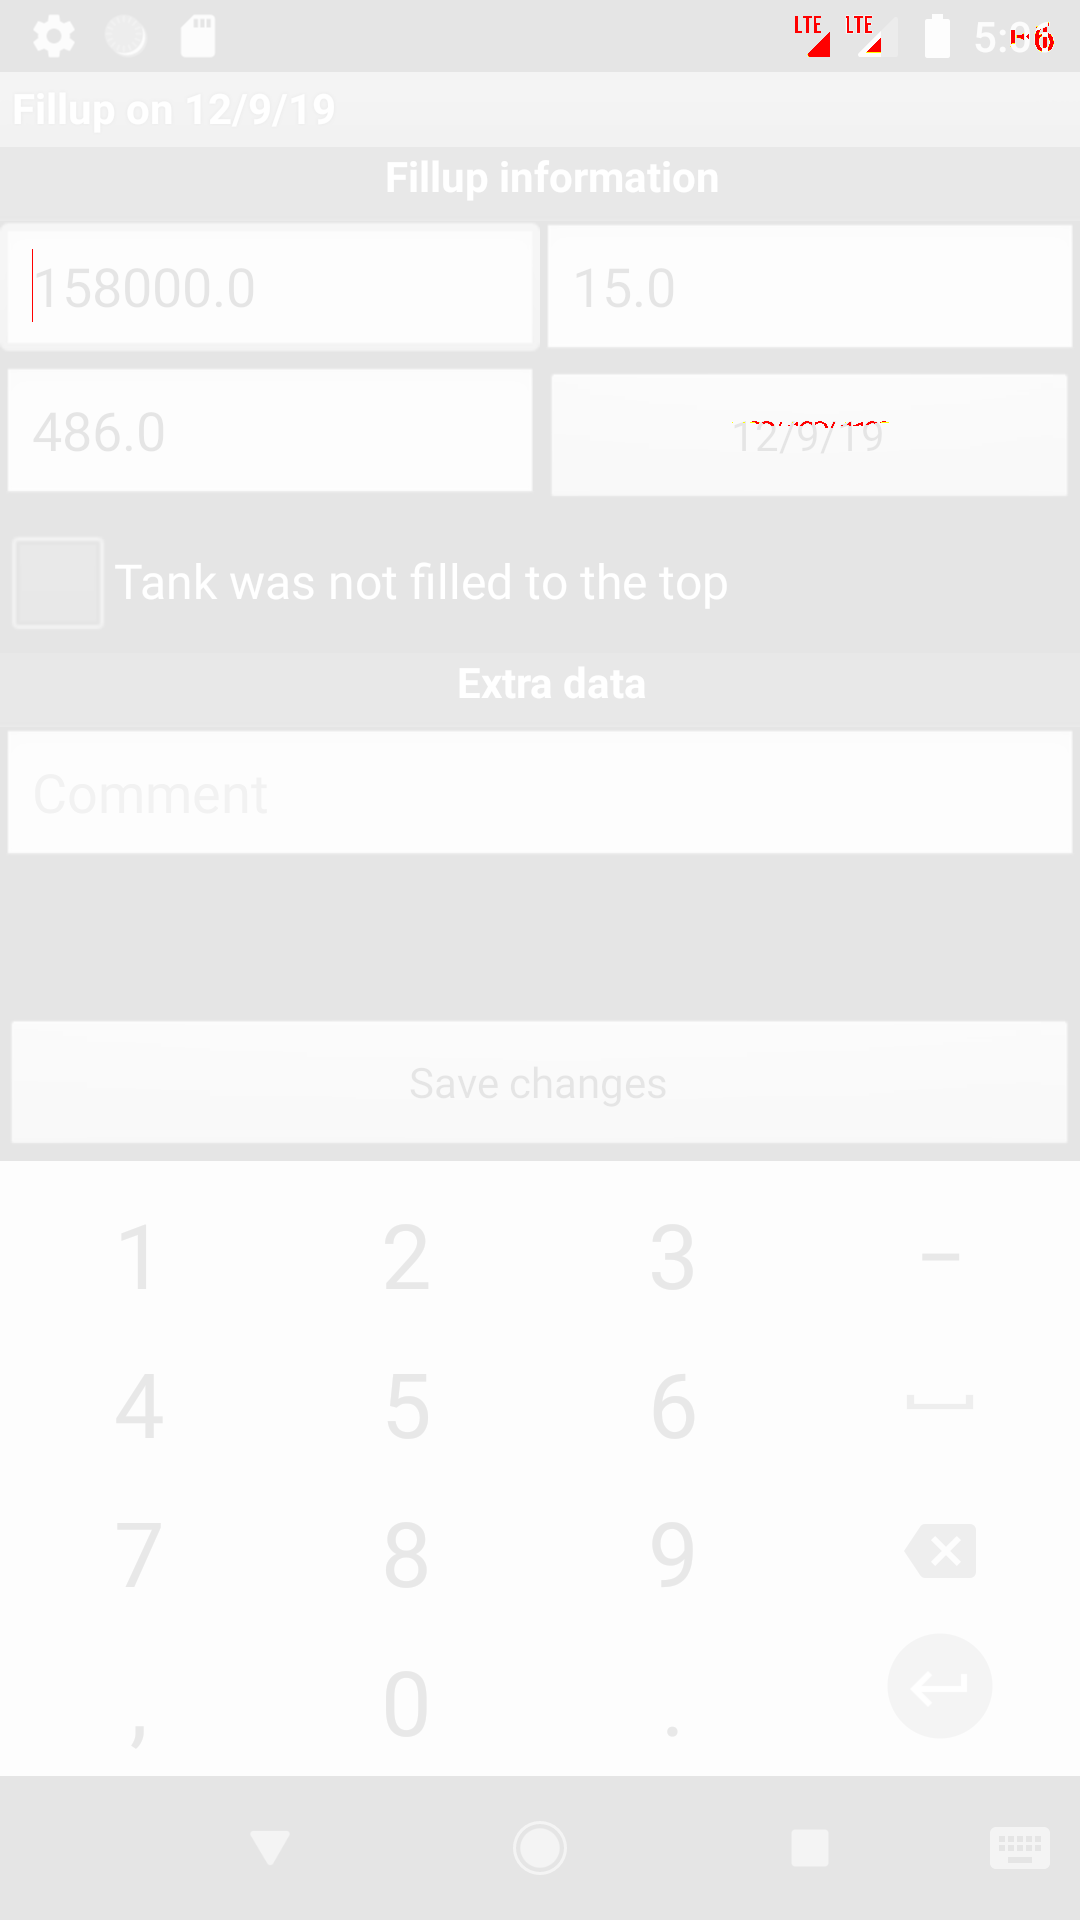 LTE LTE
Fillup on 12/9/19
Fillup information
158000.0 15.0
486.0 12/9/19
Tank was not filled to the top
Extra data
Comment
Save changes
1 2 3 –
4 5 6
7 8 9
, 0 .